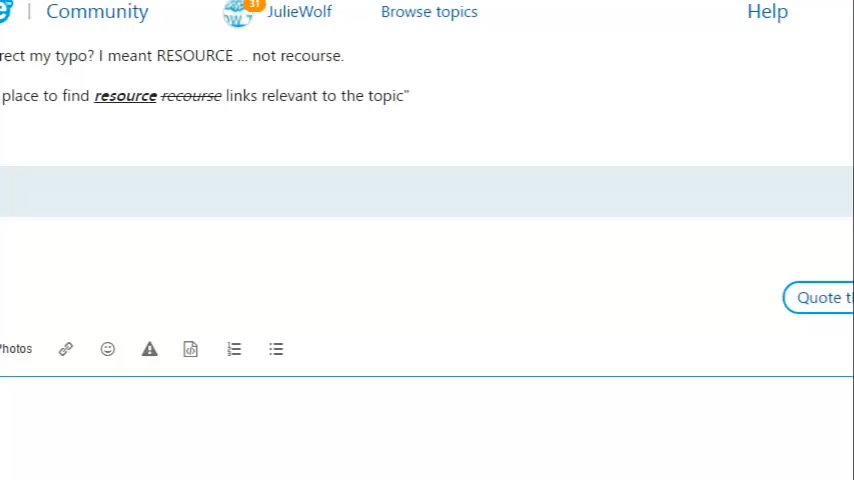 | Community 31 JulieWolf Browse topics Help
rect my typo? I meant RESOURCE ... not recourse.
place to find resource recourse links relevant to the topic"
Quote t
Photos